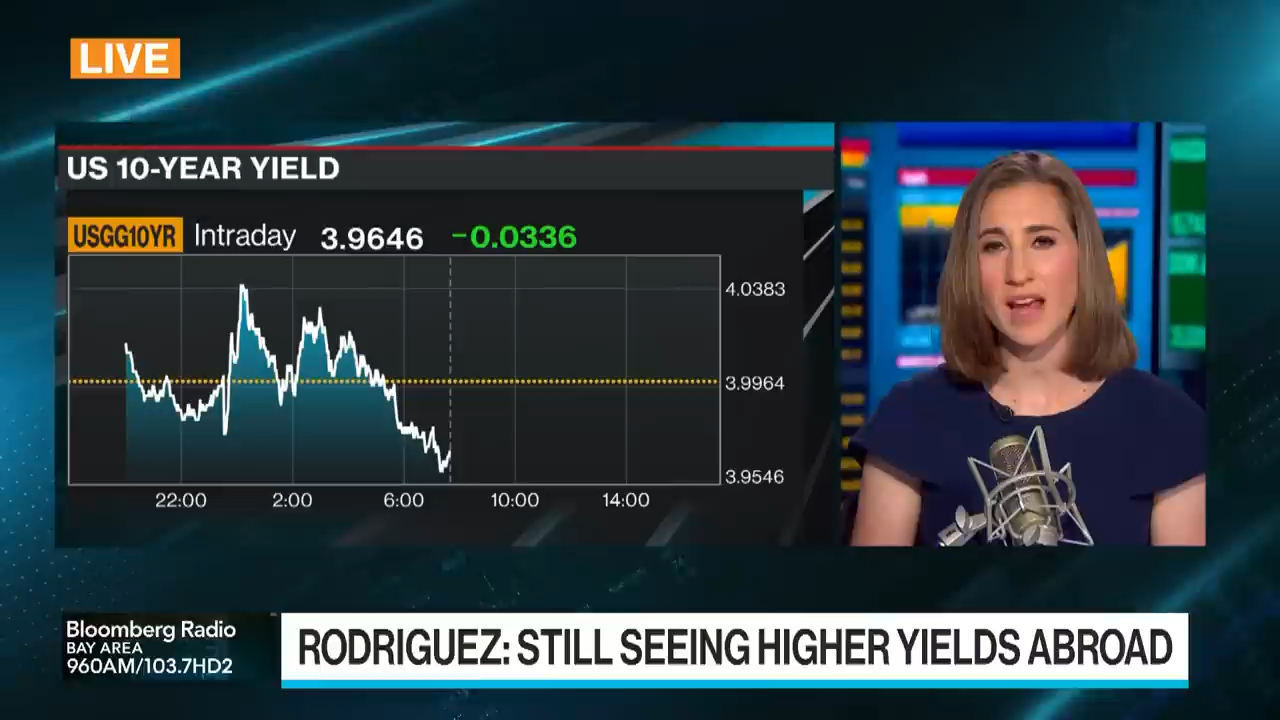 LIVE
US 10-YEAR YIELD
USGG10YR Intraday 3.9646 -0.0336
4.0383
3.9964
3.9546
22:00 2:00 6:00 10:00 14:00
Bloomberg Radio
BAY AREA
960AM/103.7HD2
RODRIGUEZ: STILL SEEING HIGHER YIELDS ABROAD